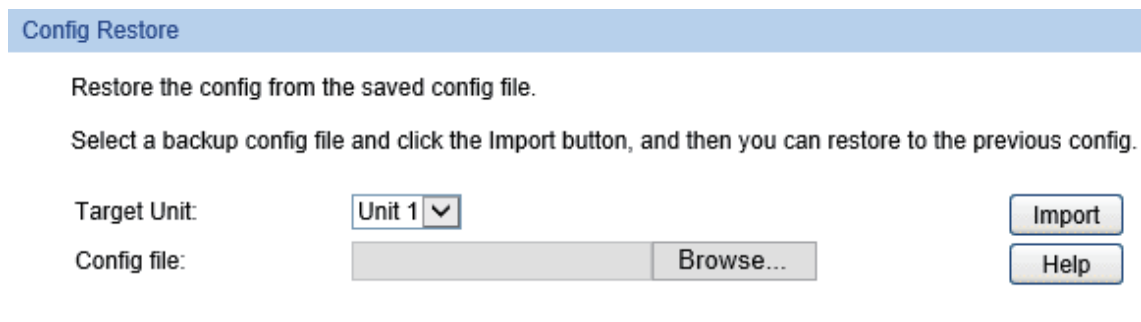 Config Restore
Restore the config from the saved config file.
Select a backup config file and click the Import button, and then you can restore to the previous config.
Target Unit: Unit 1 Import
Config file: Browse... Help